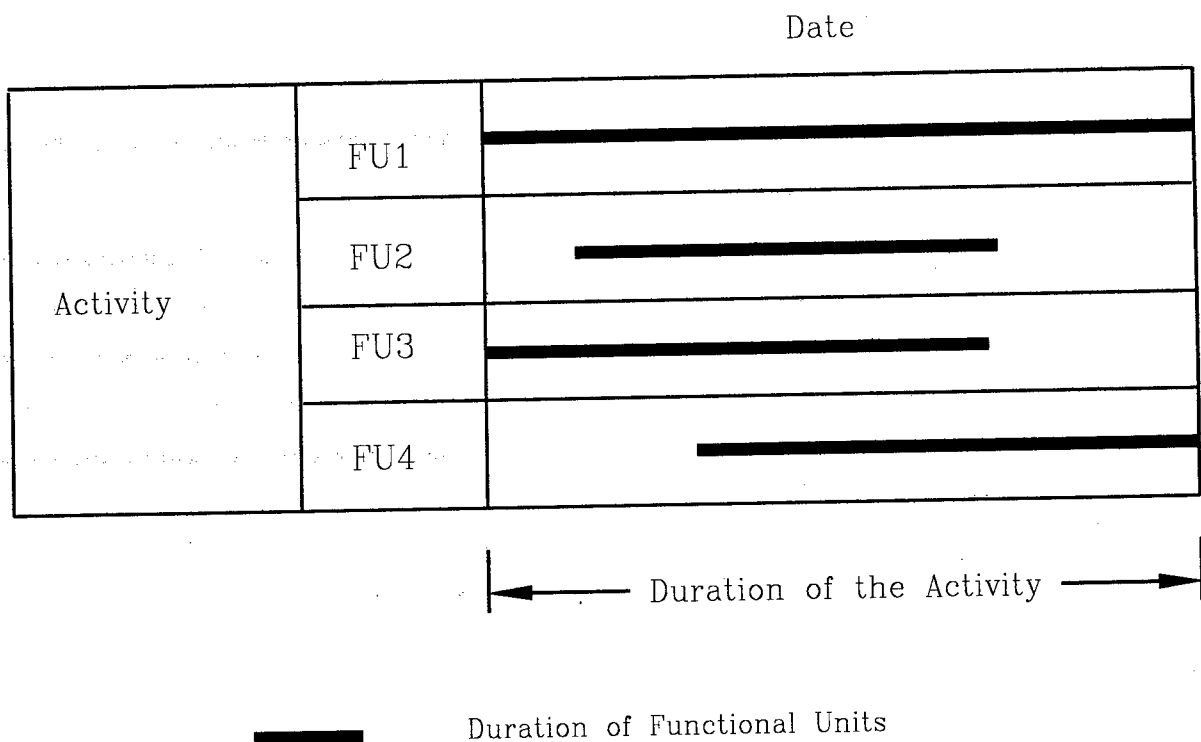 Date
FU1
FU2
Activity
FU3
FU4
Duration of the Activity
Duration of Functional Units